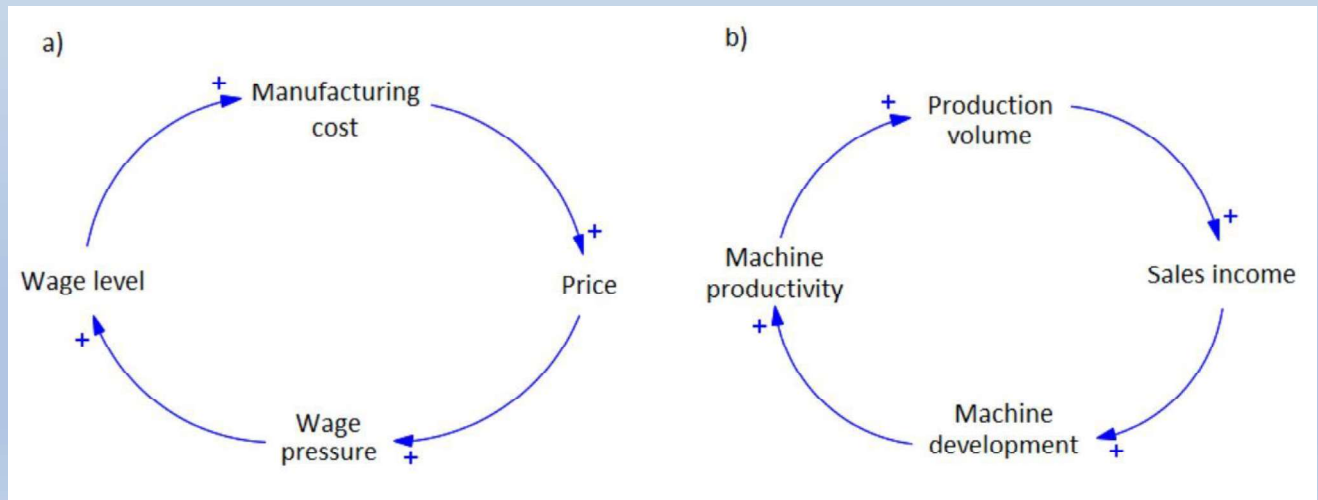 a)
+
Manufacturing
cost
+
Price
Wage level
+
Wage
pressure
+
b)
+
Production
volume
+
Machine
productivity
Sales income
+
Machine
development
+